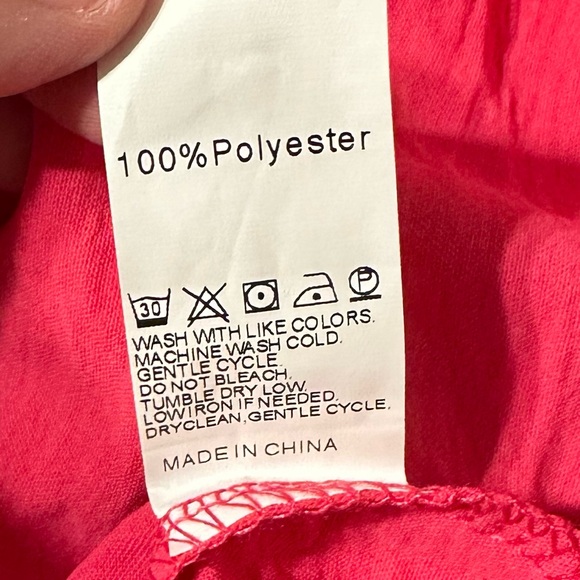 100%Polyester
30 P
WASH WITH LIKE COLORS.
MACHINE WASH COLD.
GENTLE CYCLE.
DO NOT BLEACH.
TUMBLE DRY LOW.
LOW IRON IF NEEDED.
DRYCLEAN,GENTLE CYCLE.
MADE IN CHINA